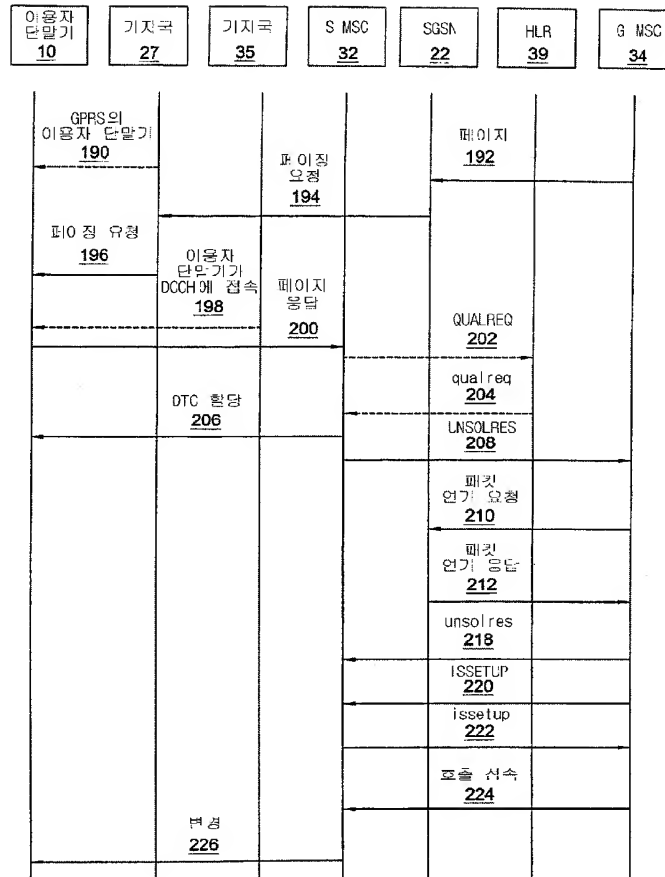 이용자
단말기
10
기지국
27
기지국
35
S MSC
32
SGSN
22
HLR
39
G MSC
34
GPRS의
이용자 단말기
190
페이지
192
페이징
요청
194
페이징 요청
196
이용자
단말기가
DCCH에 접속
198
페이지
응답
200
QUALREQ
202
qualreq
204
DTC 할당
206
UNSOLRES
208
패킷
연기 요청
210
패킷
연기 응답
212
unsolres
218
ISSETUP
220
issetup
222
호출 접속
224
변경
226